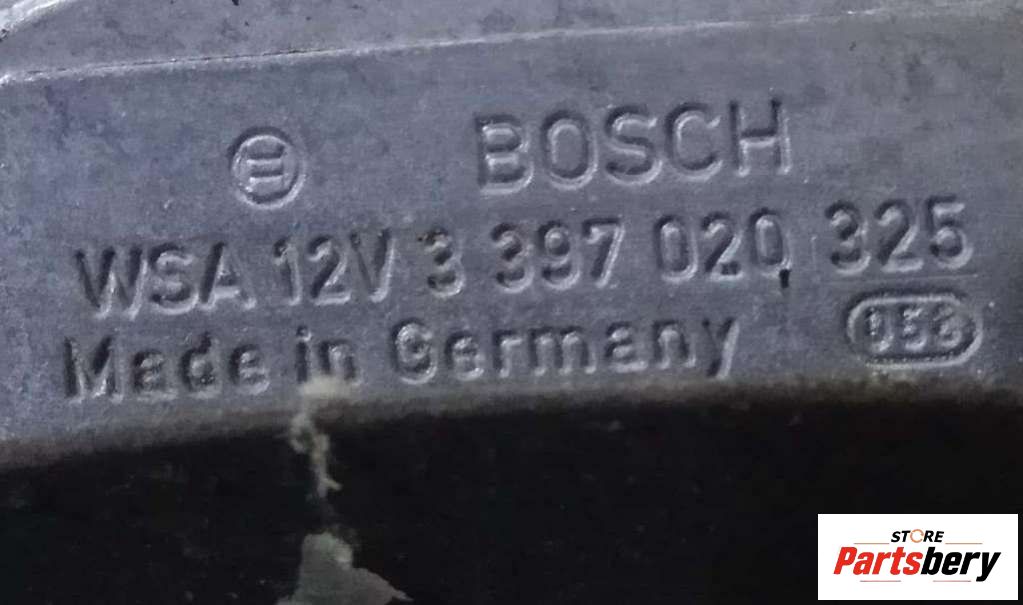 BOSCH
WSA 12V 3 397 020 325
Made in Germany
STORE
Partsbery